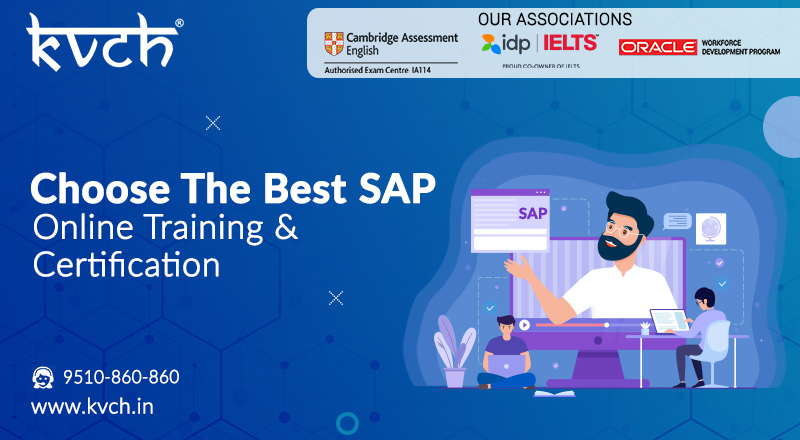 kvch®
OUR ASSOCIATIONS
Cambridge Assessment
English
Authorised Exam Centre IA114
idp | IELTS™
PROUD CO-OWNER OF IELTS
ORACLE
WORKFORCE
DEVELOPMENT PROGRAM
Choose The Best SAP
Online Training &
Certification
SAP
9510-860-860
www.kvch.in